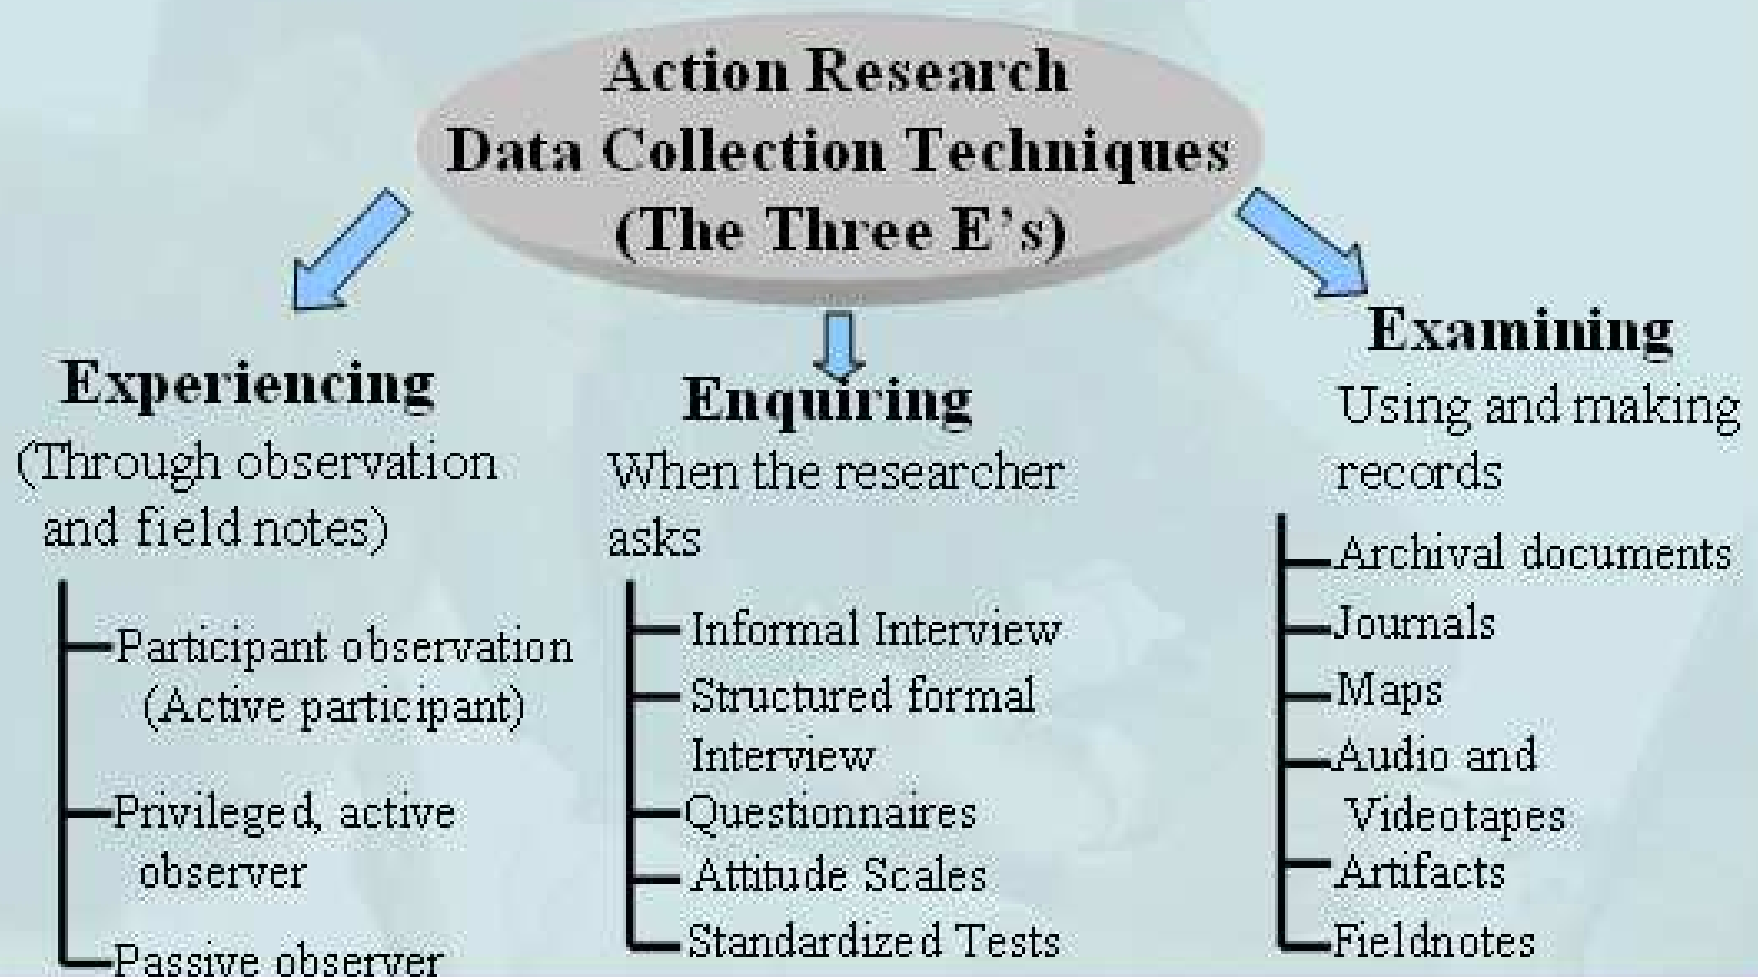 Action Research
Data Collection Techniques
(The Three E's)
Experiencing
(Through observation
and field notes)
Participant observation
(Active participant)
Privileged, active
observer
Passive observer
Enquiring
When the researcher
asks
Informal Interview
Structured formal
Interview
Questionnaires
Attitude Scales
Standardized Tests
Examining
Using and making
records
Archival documents
Journals
Maps
Audio and
Videotapes
Artifacts
Fieldnotes